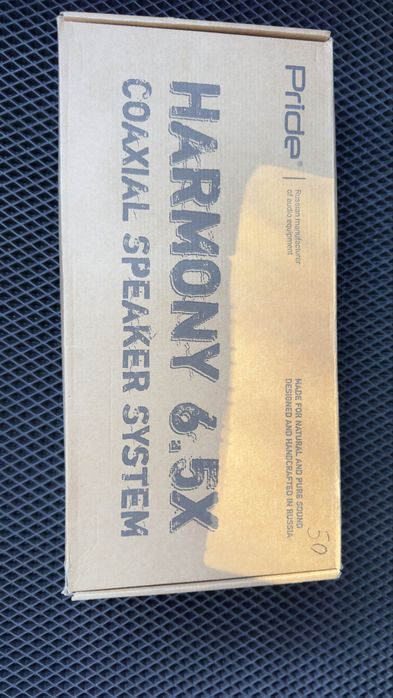 Pride®
Russian manufacturer
of audio equipment
MADE FOR NATURAL AND PURE SOUND
DESIGNED AND HANDCRAFTED IN RUSSIA
50
HARMONY 6.5X
COAXIAL SPEAKER SYSTEM